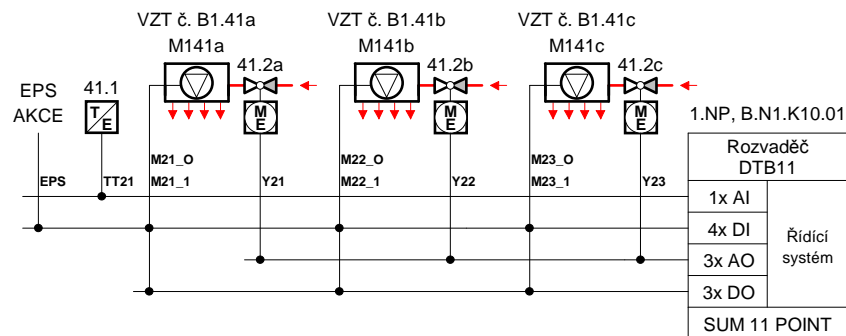 VZT č. B1.41a
M141a
VZT č. B1.41b
M141b
VZT č. B1.41c
M141c
41.2a
41.2b
41.2c
EPS
AKCE
41.1
T
E
M
E
M
E
M
E
1.NP, B.N1.K10.01
Rozvaděč
DTB11
EPS
TT21
M21_O
M21_1
Y21
M22_O
M22_1
Y22
M23_O
M23_1
Y23
1x AI
4x DI
3x AO
3x DO
Řídící
systém
SUM 11 POINT